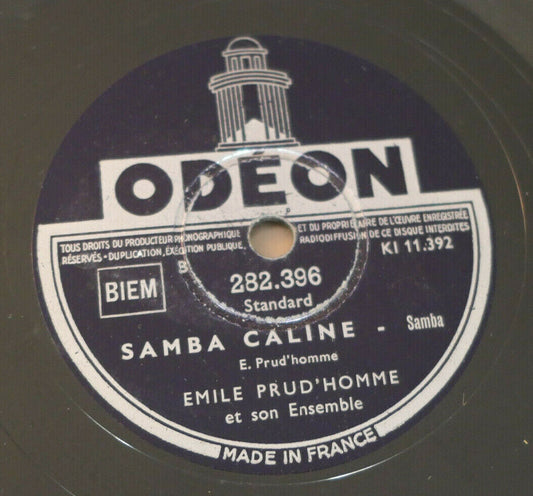 ODÉON
TOUS DROITS DU PRODUCTEUR PHONOGRAPHIQUE ET DU PROPRIÉTAIRE DE L'ŒUVRE ENREGISTRÉE
RÉSERVÉS - DUPLICATION, EXÉCUTION PUBLIQUE, RADIODIFFUSION DE CE DISQUE INTERDITES
KI 11.392
BIEM
282.396
Standard
SAMBA CALINE - Samba
E. Prud'homme
EMILE PRUD'HOMME
et son Ensemble
MADE IN FRANCE